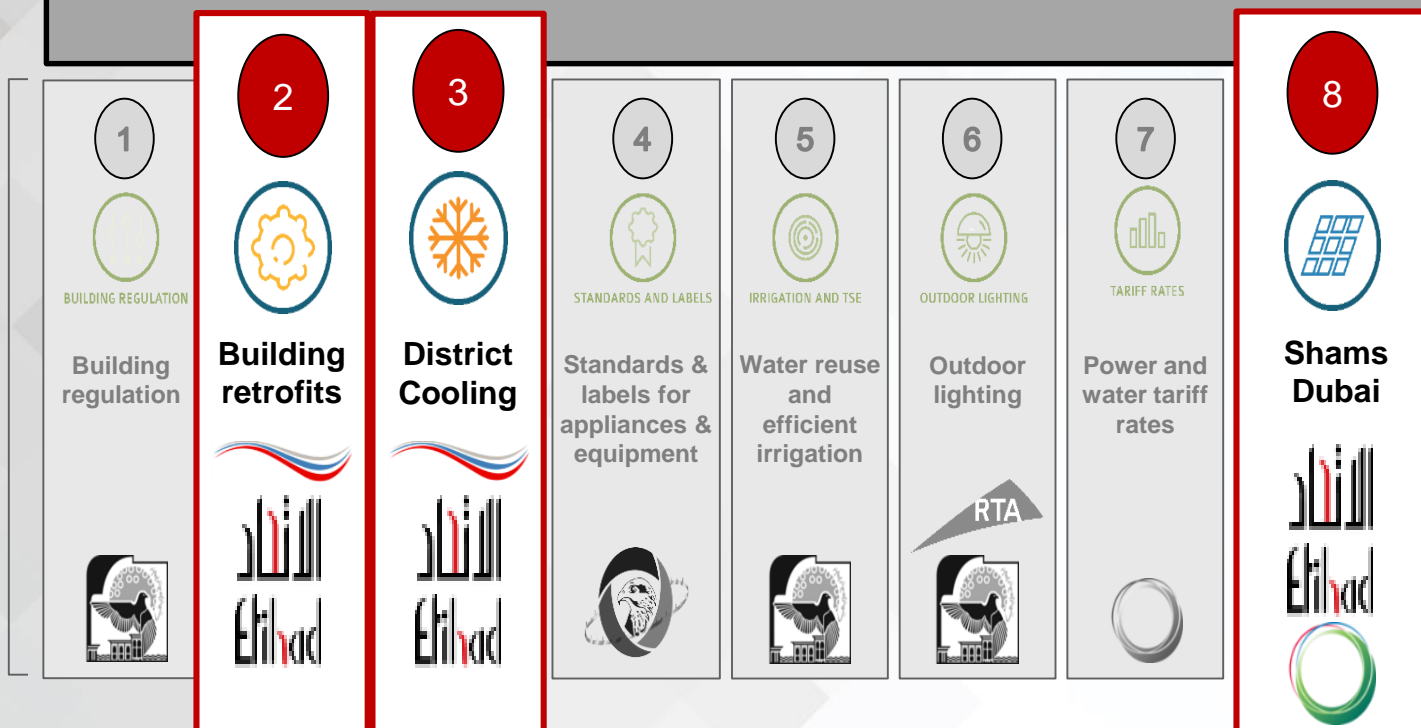 1
BUILDING REGULATION
Building
regulation
2
Building
retrofits
الاتحاد
Etihad
3
District
Cooling
الاتحاد
Etihad
4
STANDARDS AND LABELS
Standards &
labels for
appliances &
equipment
5
IRRIGATION AND TSE
Water reuse
and
efficient
irrigation
6
OUTDOOR LIGHTING
Outdoor
lighting
RTA
7
TARIFF RATES
Power and
water tariff
rates
8
Shams
Dubai
الاتحاد
Etihad